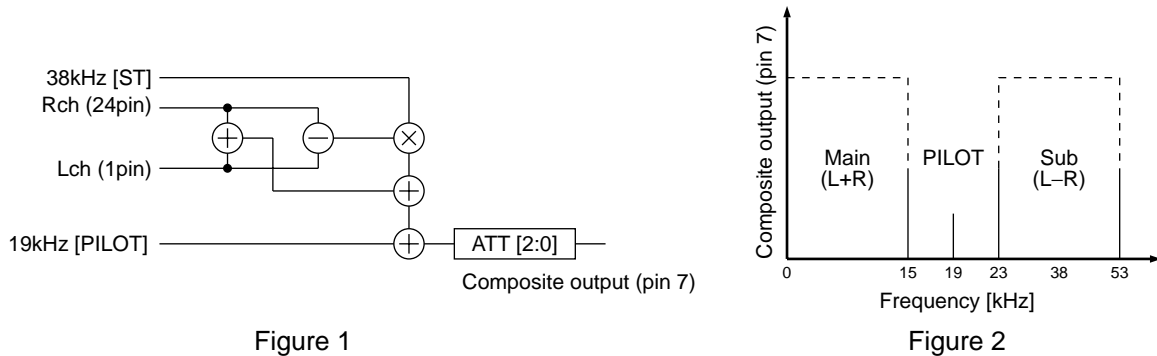 38kHz [ST]
Rch (24pin)
+
−
×
Lch (1pin)
+
19kHz [PILOT]
+
ATT [2:0]
Composite output (pin 7)
Figure 1
Composite output (pin 7)
Main
(L+R)
PILOT
Sub
(L−R)
0
15
19
23
38
53
Frequency [kHz]
Figure 2